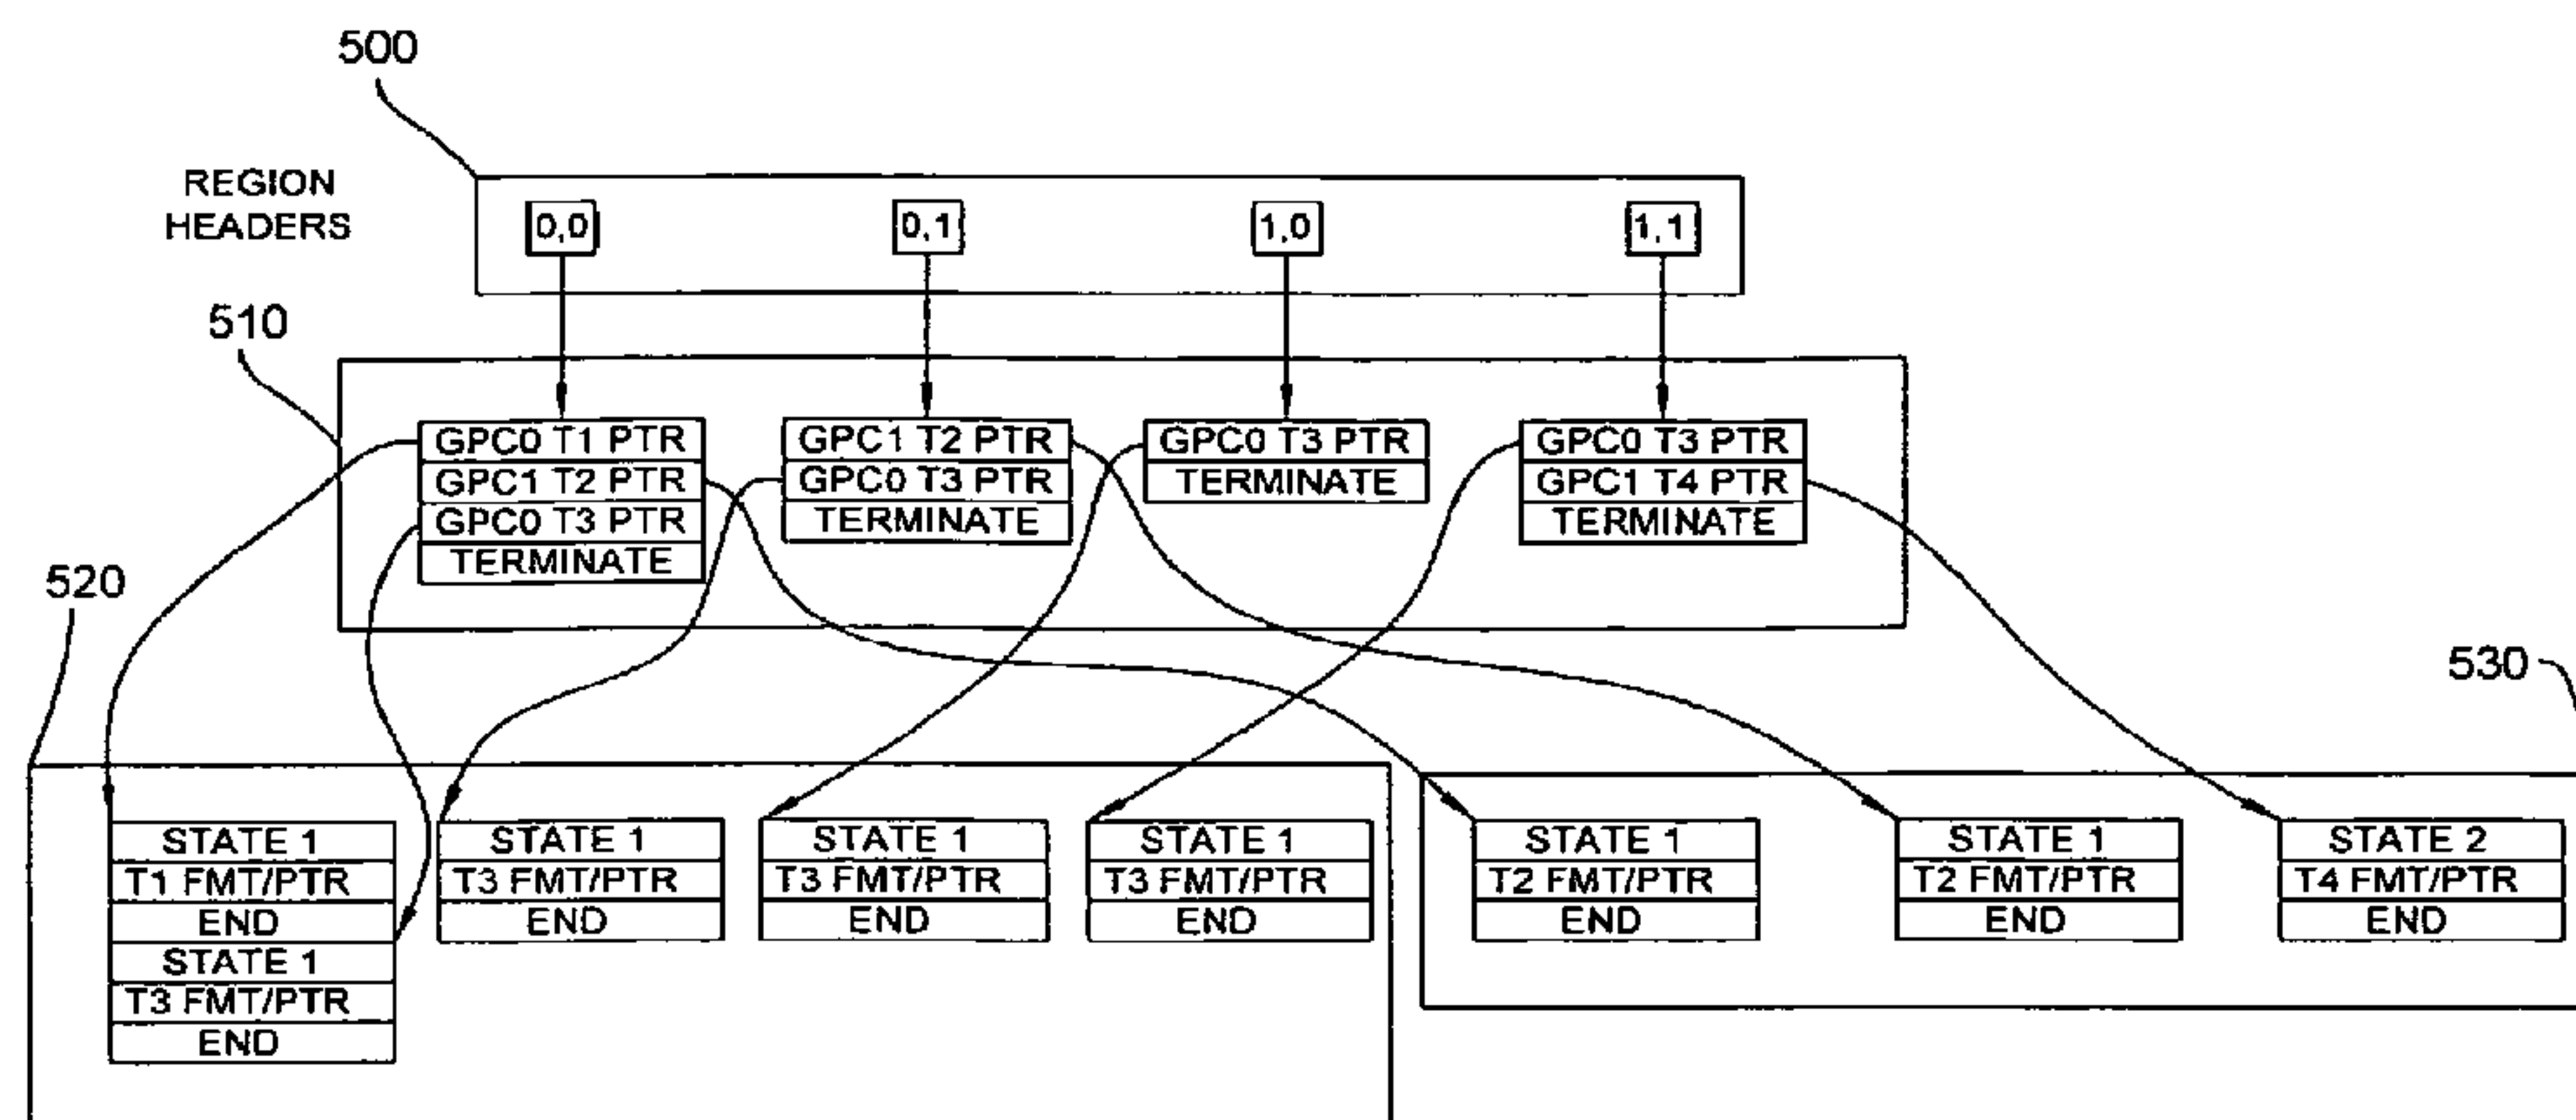 500
REGION
HEADERS
0,0
0,1
1,0
1,1
510
GPC0 T1 PTR
GPC1 T2 PTR
GPC0 T3 PTR
TERMINATE
GPC1 T2 PTR
GPC0 T3 PTR
TERMINATE
GPC0 T3 PTR
TERMINATE
GPC0 T3 PTR
GPC1 T4 PTR
TERMINATE
520
530
STATE 1
T1 FMT/PTR
END
STATE 1
T3 FMT/PTR
END
STATE 1
T3 FMT/PTR
END
STATE 1
T3 FMT/PTR
END
STATE 1
T3 FMT/PTR
END
STATE 1
T2 FMT/PTR
END
STATE 1
T2 FMT/PTR
END
STATE 2
T4 FMT/PTR
END